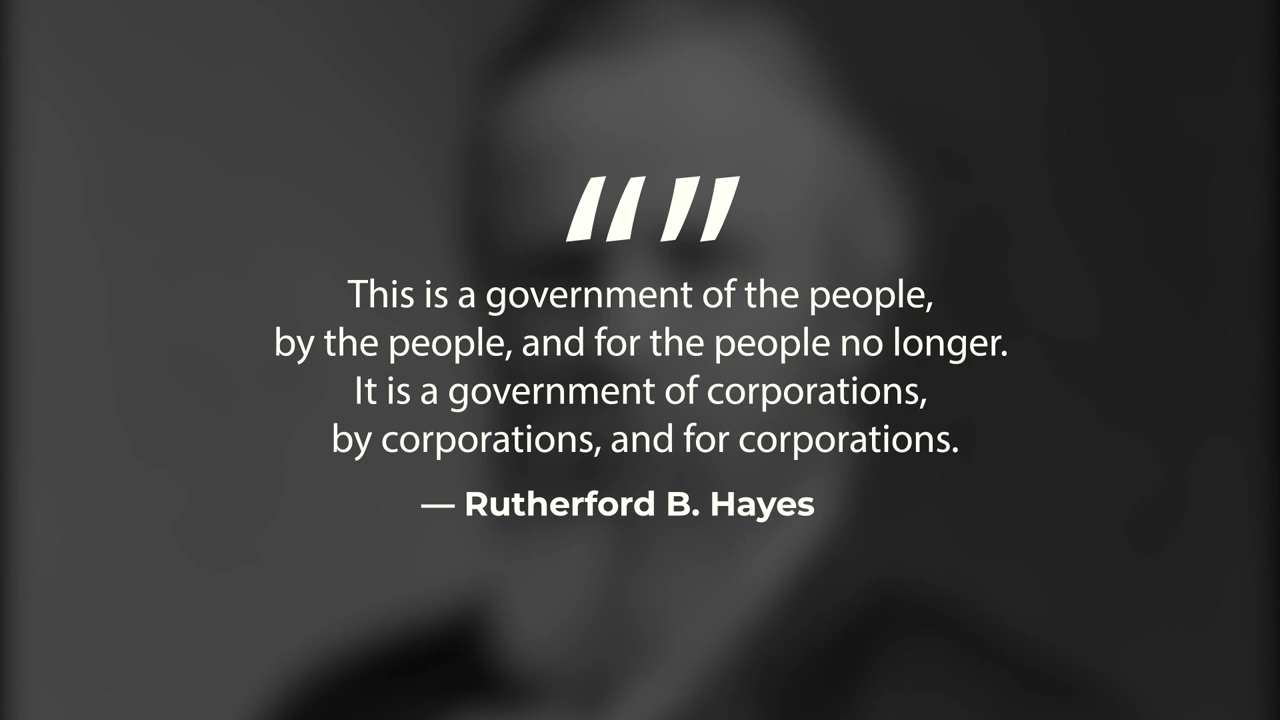 “ ”
This is a government of the people,
by the people, and for the people no longer.
It is a government of corporations,
by corporations, and for corporations.
— Rutherford B. Hayes